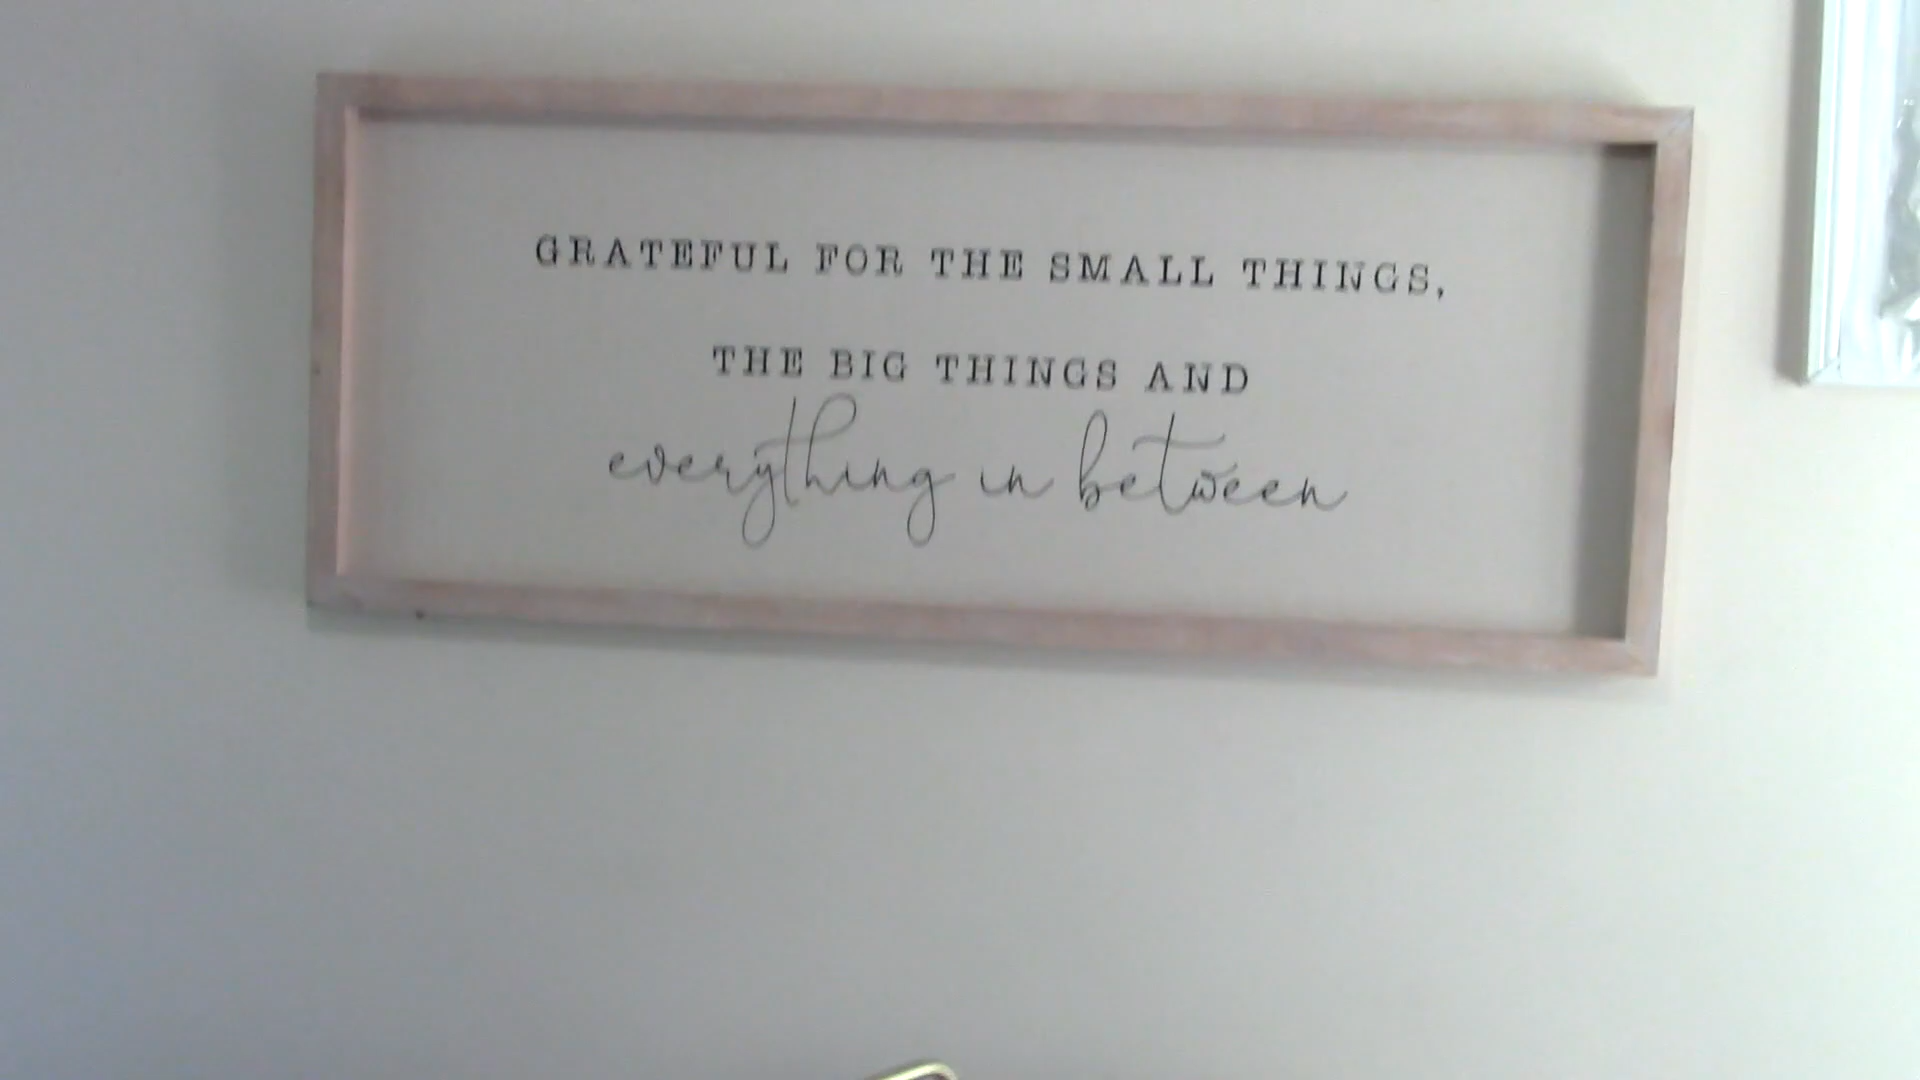 GRATEFUL FOR THE SMALL THINGS,
THE BIG THINGS AND
everything in between